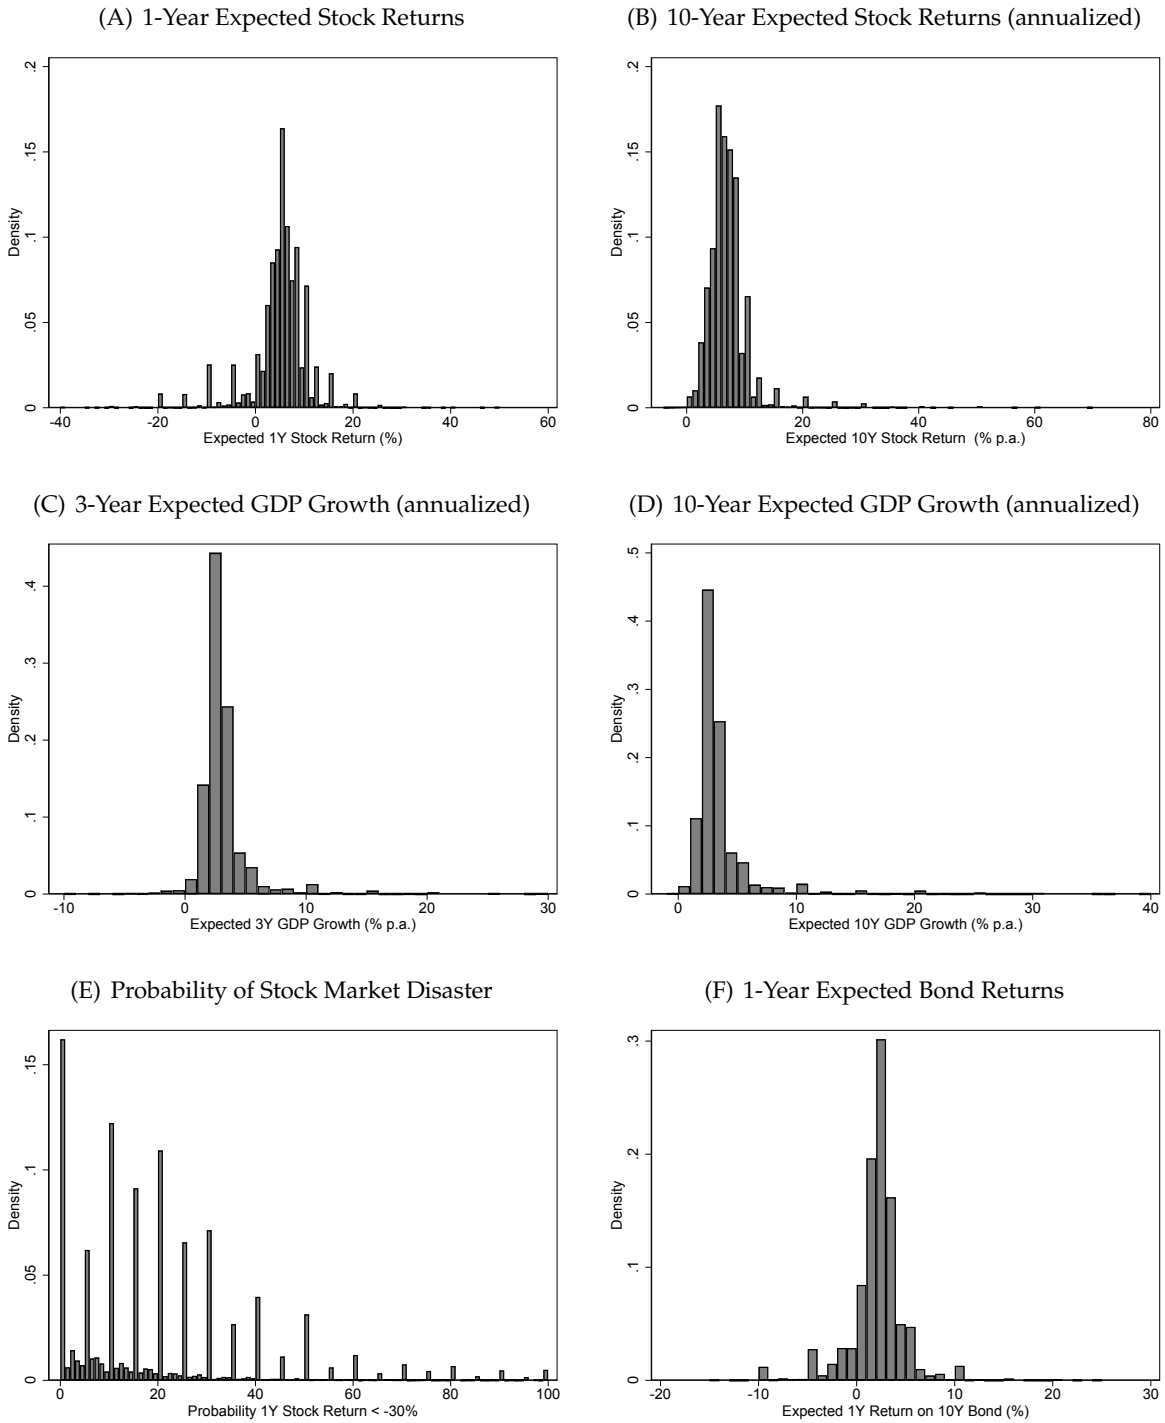 (A) 1-Year Expected Stock Returns
.2
.15
.1
.05
0
Density
-40 -20 0 20 40 60
Expected 1Y Stock Return (%)
(B) 10-Year Expected Stock Returns (annualized)
.2
.15
.1
.05
0
Density
0 20 40 60 80
Expected 10Y Stock Return (% p.a.)
(C) 3-Year Expected GDP Growth (annualized)
.4
.3
.2
.1
0
Density
-10 0 10 20 30
Expected 3Y GDP Growth (% p.a.)
(D) 10-Year Expected GDP Growth (annualized)
.5
.4
.3
.2
.1
0
Density
0 10 20 30 40
Expected 10Y GDP Growth (% p.a.)
(E) Probability of Stock Market Disaster
.15
.1
.05
0
Density
0 20 40 60 80 100
Probability 1Y Stock Return < -30%
(F) 1-Year Expected Bond Returns
.3
.2
.1
0
Density
-20 -10 0 10 20 30
Expected 1Y Return on 10Y Bond (%)